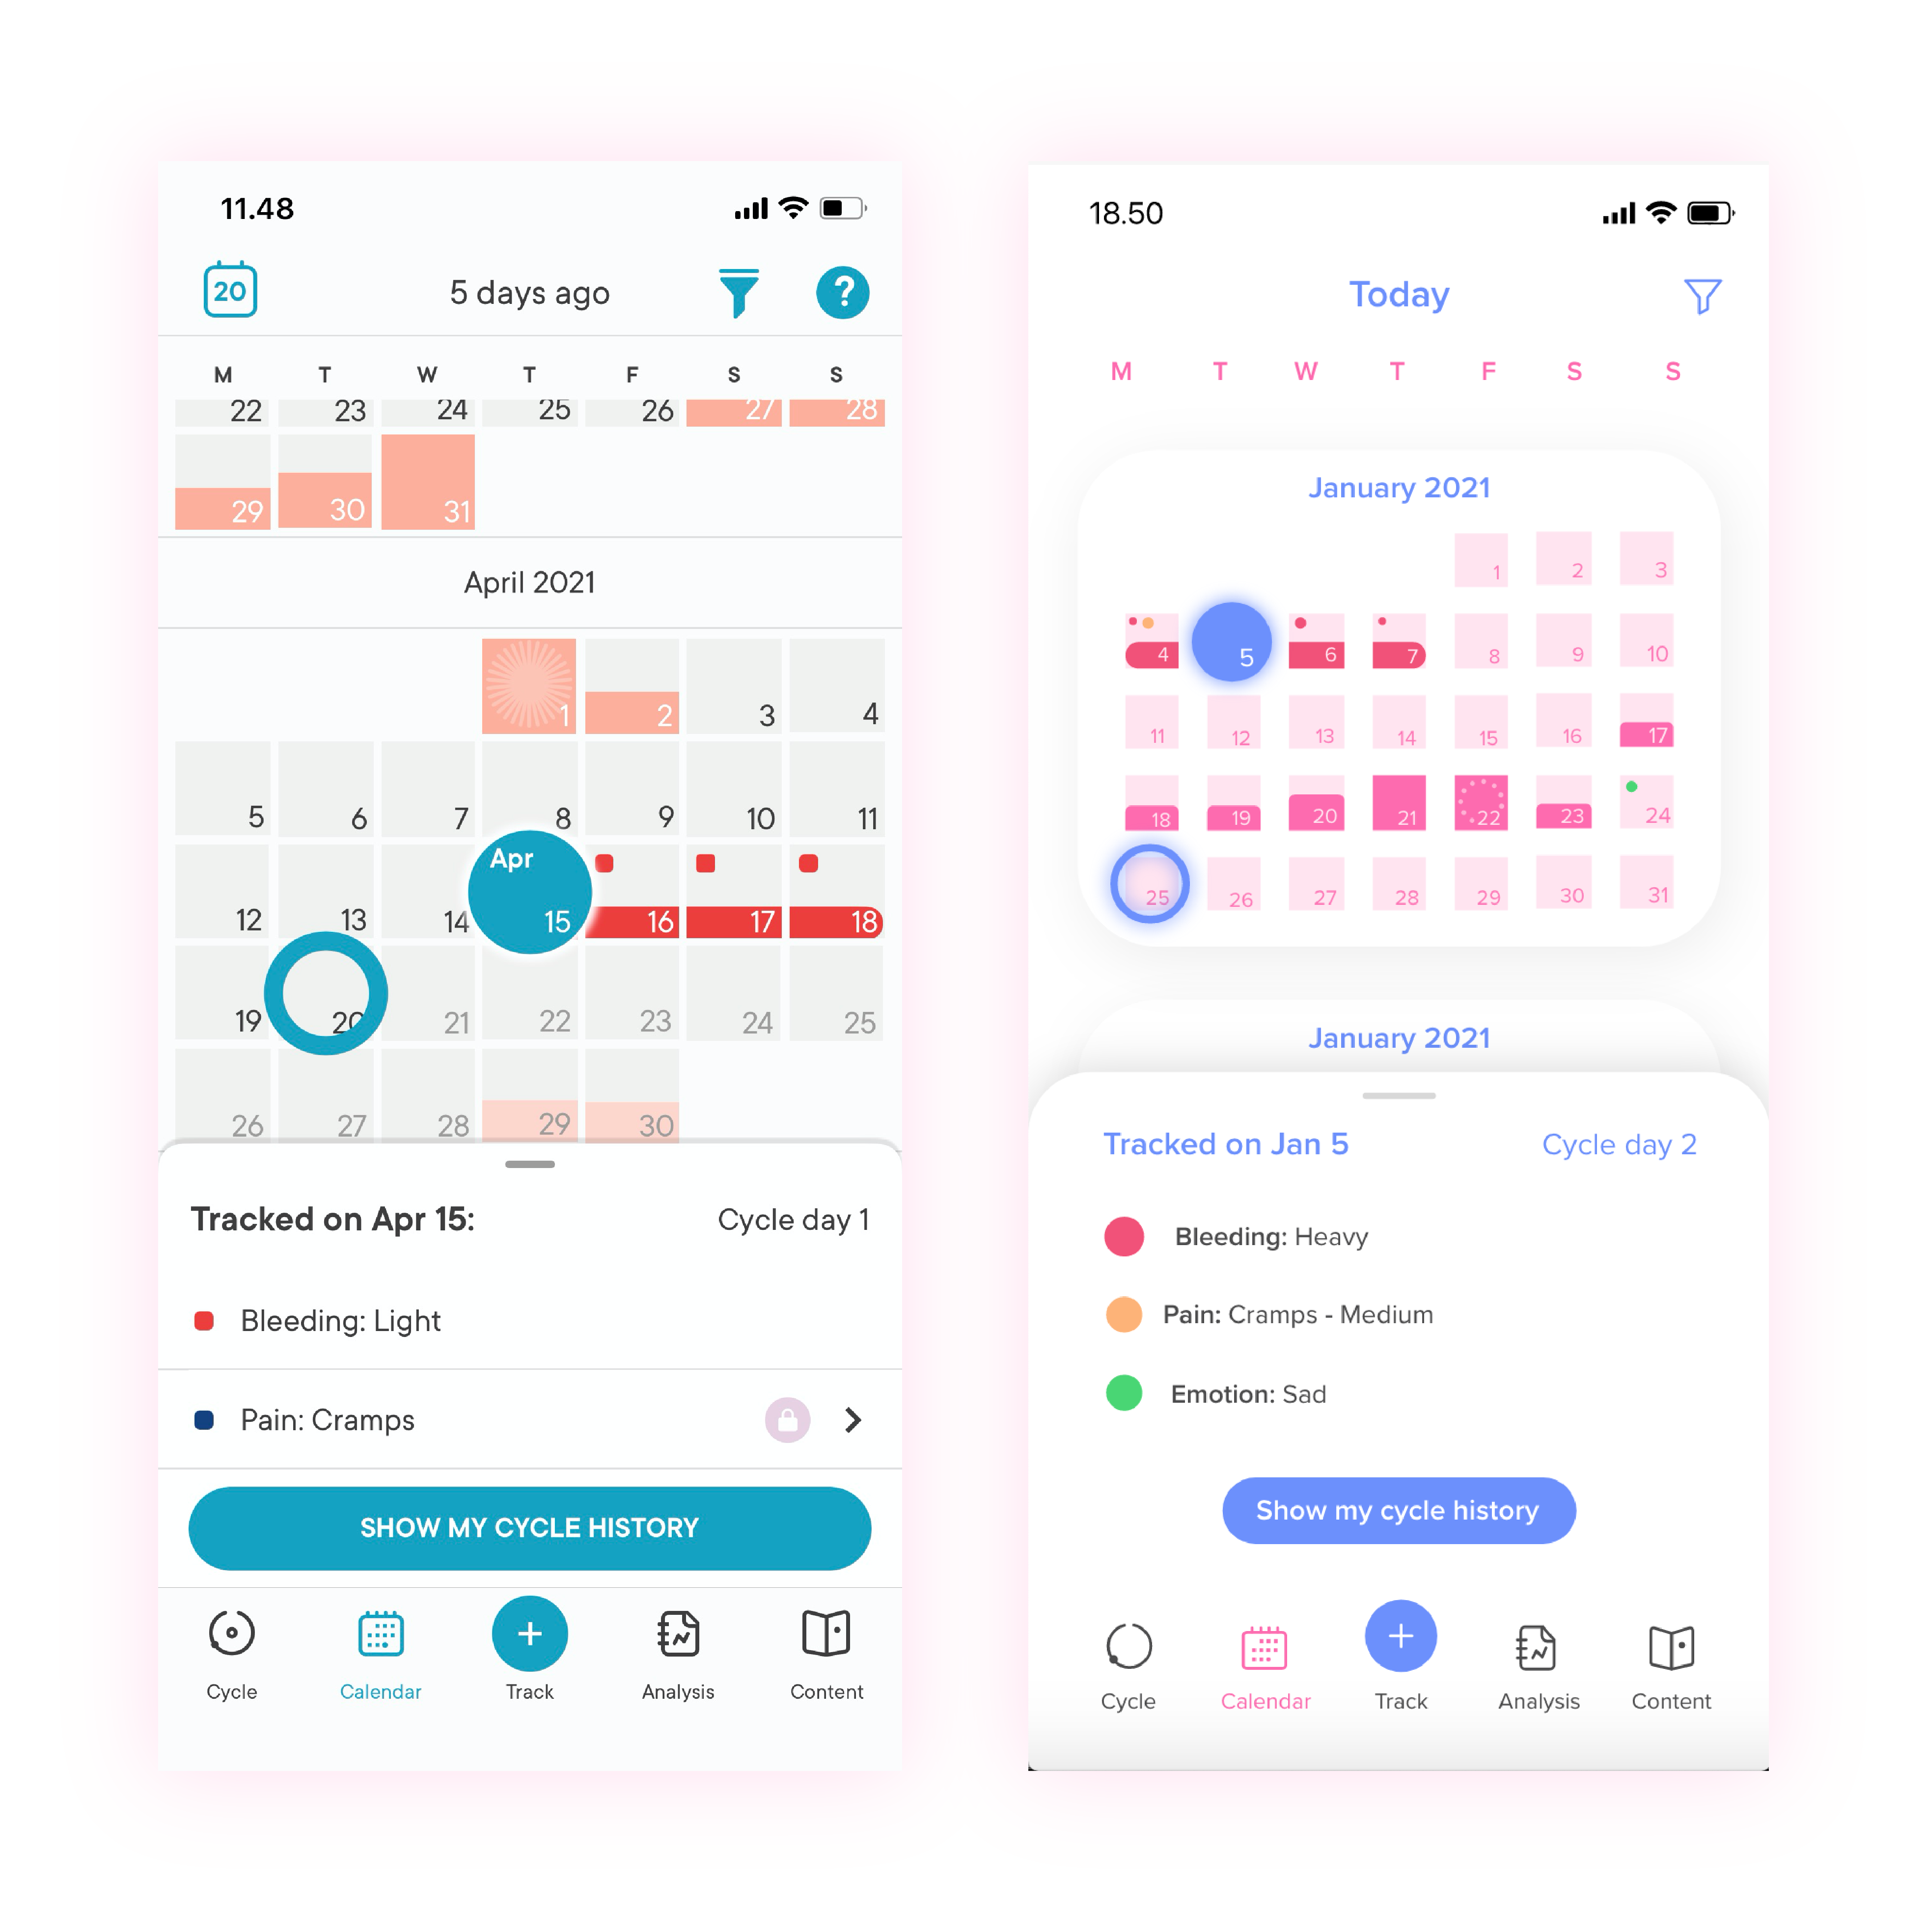 11.48
20
5 days ago
?
M T W T F S S
22 23 24 25 26 27 28
29 30 31
April 2021
1 2 3 4
5 6 7 8 9 10 11
Apr
12 13 14 15 16 17 18
19 20 21 22 23 24 25
26 27 28 29 30
Tracked on Apr 15:
Cycle day 1
Bleeding: Light
Pain: Cramps
SHOW MY CYCLE HISTORY
Cycle Calendar Track Analysis Content
18.50
Today
M T W T F S S
January 2021
1 2 3
4 5 6 7 8 9 10
11 12 13 14 15 16 17
18 19 20 21 22 23 24
25 26 27 28 29 30 31
January 2021
Tracked on Jan 5
Cycle day 2
Bleeding: Heavy
Pain: Cramps - Medium
Emotion: Sad
Show my cycle history
Cycle Calendar Track Analysis Content